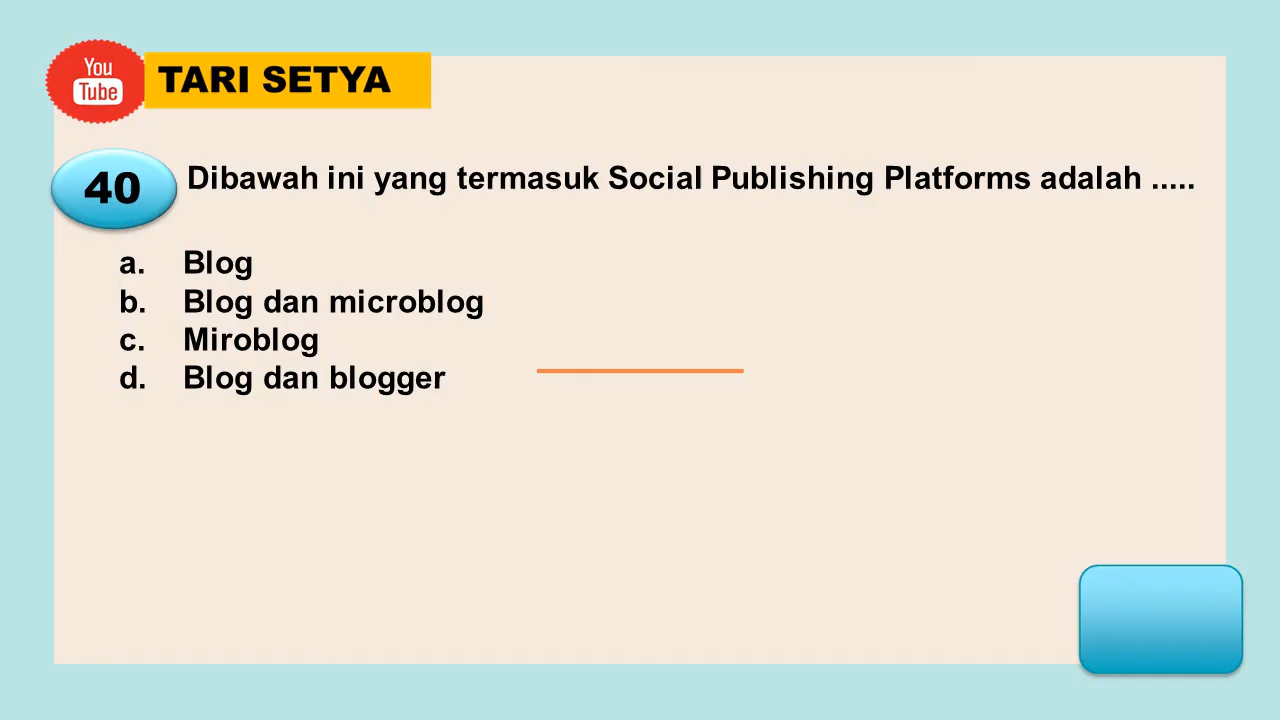 You
Tube
TARI SETYA
40
Dibawah ini yang termasuk Social Publishing Platforms adalah .....
a. Blog
b. Blog dan microblog
c. Miroblog
d. Blog dan blogger